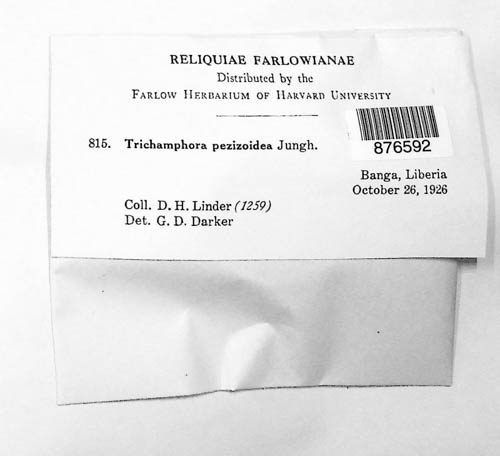 RELIQUIAE FARLOWIANAE
Distributed by the
FARLOW HERBARIUM OF HARVARD UNIVERSITY
815. Trichamphora pezizoidea Jungh.
876592
Banga, Liberia
October 26, 1926
Coll. D. H. Linder (1259)
Det. G. D. Darker